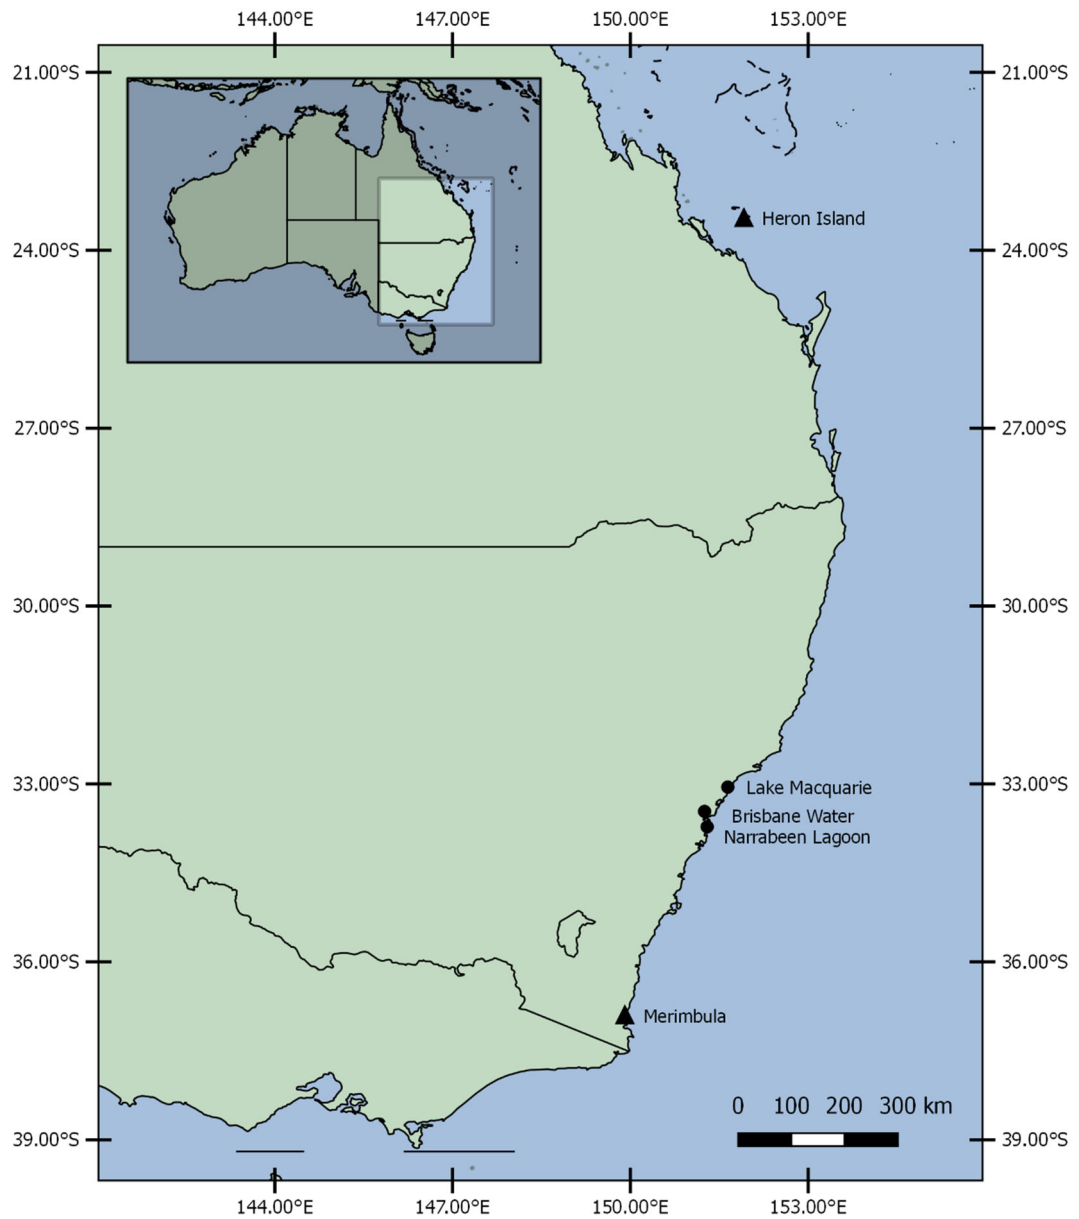 144.00°E 147.00°E 150.00°E 153.00°E
21.00°S 21.00°S
Heron Island
24.00°S 24.00°S
27.00°S 27.00°S
30.00°S 30.00°S
33.00°S 33.00°S
Lake Macquarie
Brisbane Water
Narrabeen Lagoon
36.00°S 36.00°S
Merimbula
0 100 200 300 km
39.00°S 39.00°S
144.00°E 147.00°E 150.00°E 153.00°E